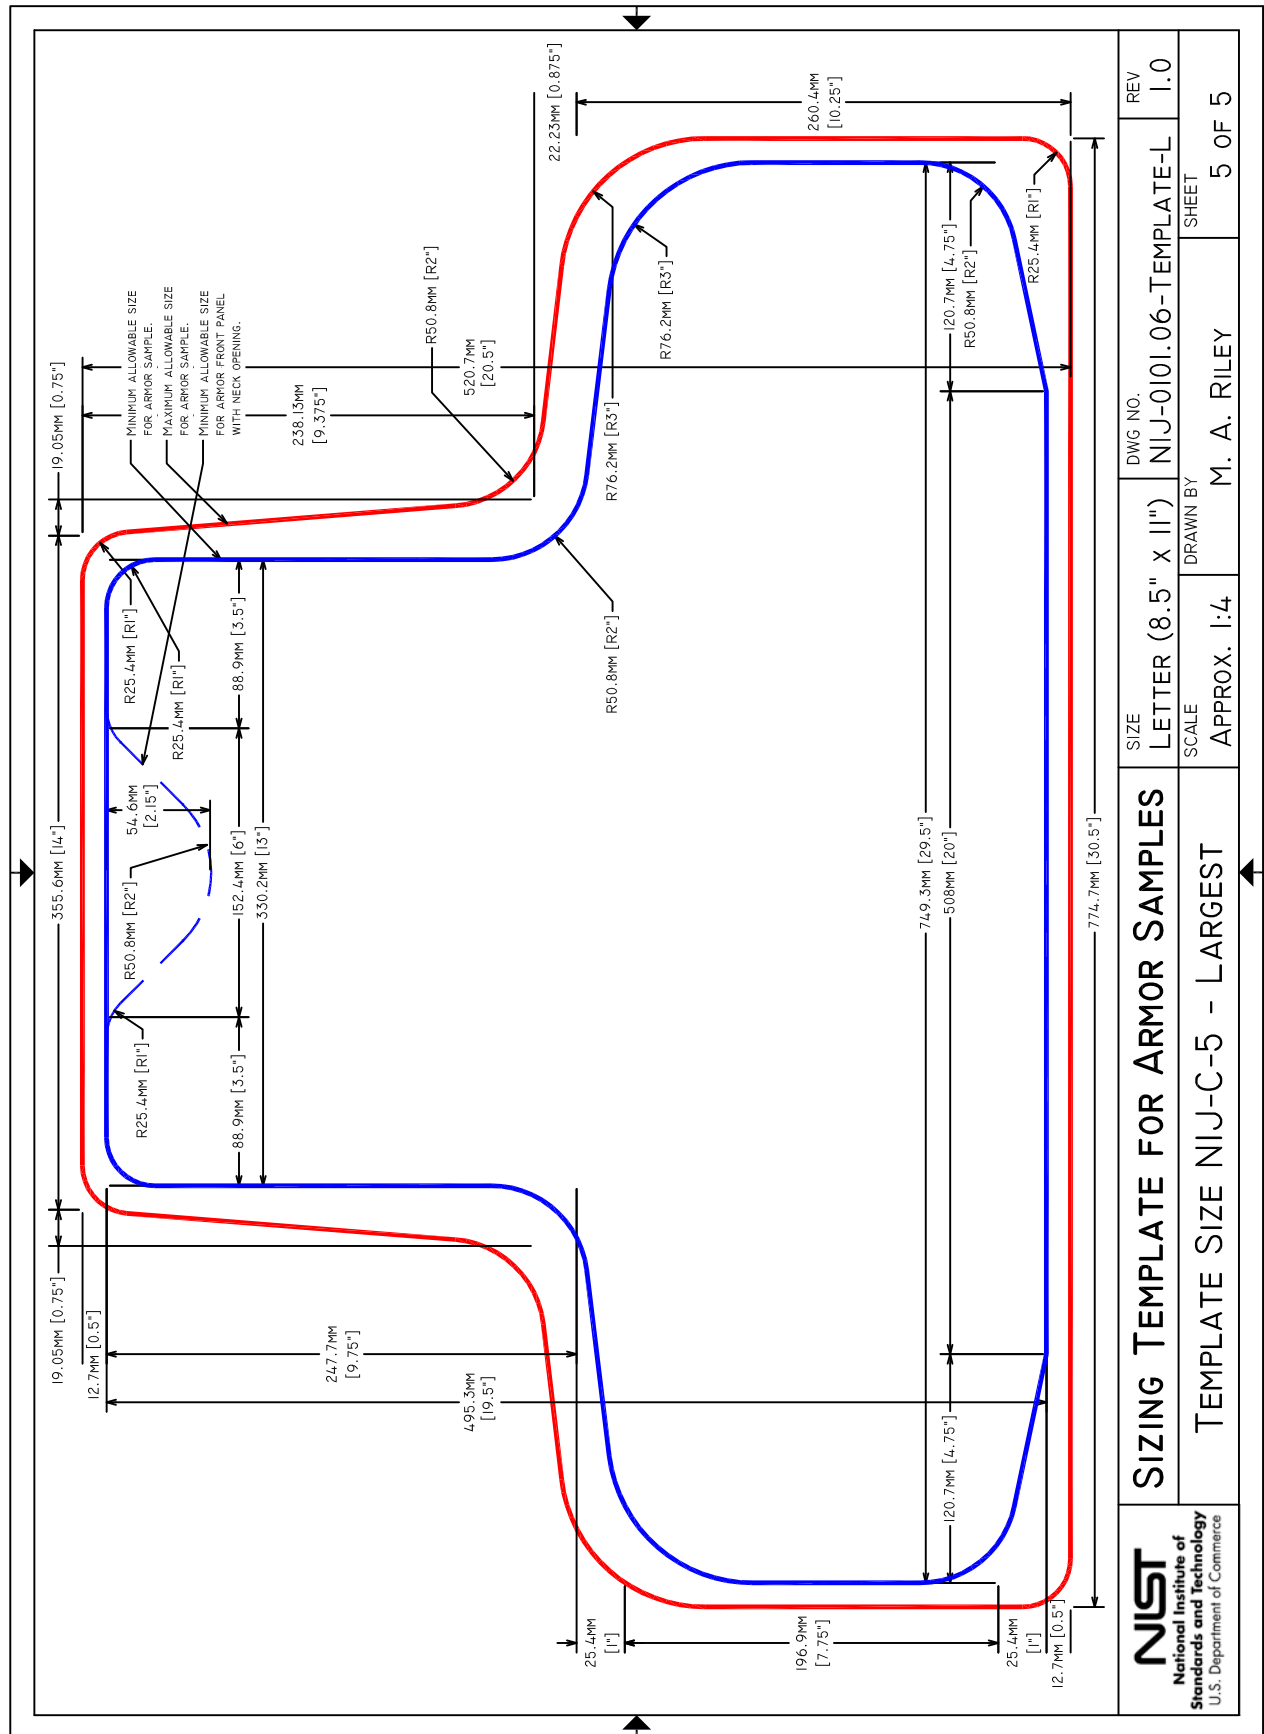 19.05MM [0.75"]
355.6MM [14"]
19.05MM [0.75"]
12.7MM [0.5"]
MINIMUM ALLOWABLE SIZE
FOR ARMOR SAMPLE.
MAXIMUM ALLOWABLE SIZE
FOR ARMOR SAMPLE.
MINIMUM ALLOWABLE SIZE
FOR ARMOR FRONT PANEL
WITH NECK OPENING.
R25.4MM [R1"]
R50.8MM [R2"]
54.6MM
[2.15"]
R25.4MM [R1"]
R25.4MM [R1"]
88.9MM [3.5"]
152.4MM [6"]
88.9MM [3.5"]
330.2MM [13"]
238.13MM
[9.375"]
247.7MM
[9.75"]
R50.8MM [R2"]
520.7MM
[20.5"]
495.3MM
[19.5"]
22.23MM [0.875"]
R76.2MM [R3"]
R50.8MM [R2"]
25.4MM
[1"]
R76.2MM [R3"]
260.4MM
[10.25"]
196.9MM
[7.75"]
749.3MM [29.5"]
120.7MM [4.75"]
508MM [20"]
120.7MM [4.75"]
R50.8MM [R2"]
25.4MM
[1"]
R25.4MM [R1"]
12.7MM [0.5"]
774.7MM [30.5"]
NIST
National Institute of
Standards and Technology
U.S. Department of Commerce
SIZING TEMPLATE FOR ARMOR SAMPLES
TEMPLATE SIZE NIJ-C-5 - LARGEST
SIZE
LETTER (8.5" X 11")
DWG NO.
NIJ-0101.06-TEMPLATE-L
REV
1.0
SCALE
APPROX. 1:4
DRAWN BY
M. A. RILEY
SHEET
5 OF 5